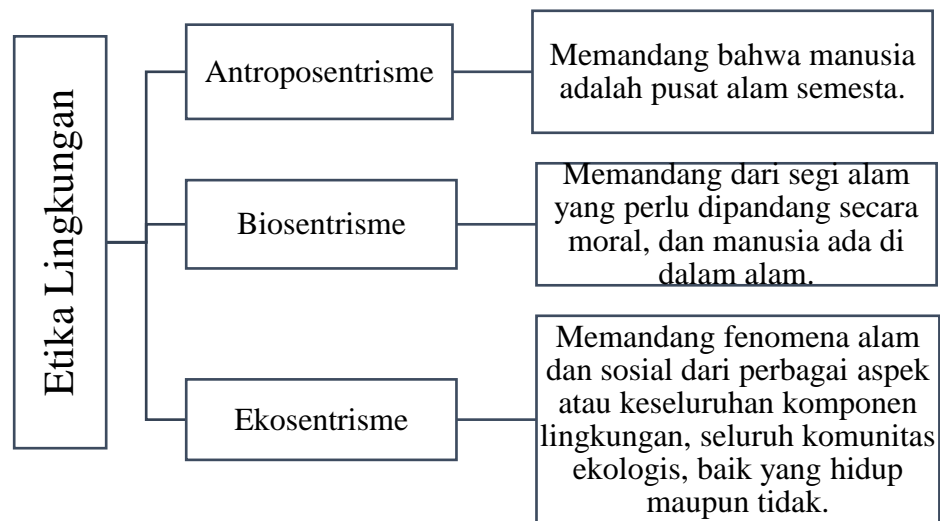 Etika Lingkungan
Antroposentrisme
Memandang bahwa manusia
adalah pusat alam semesta.
Biosentrisme
Memandang dari segi alam
yang perlu dipandang secara
moral, dan manusia ada di
dalam alam.
Ekosentrisme
Memandang fenomena alam
dan sosial dari perbagai aspek
atau keseluruhan komponen
lingkungan, seluruh komunitas
ekologis, baik yang hidup
maupun tidak.